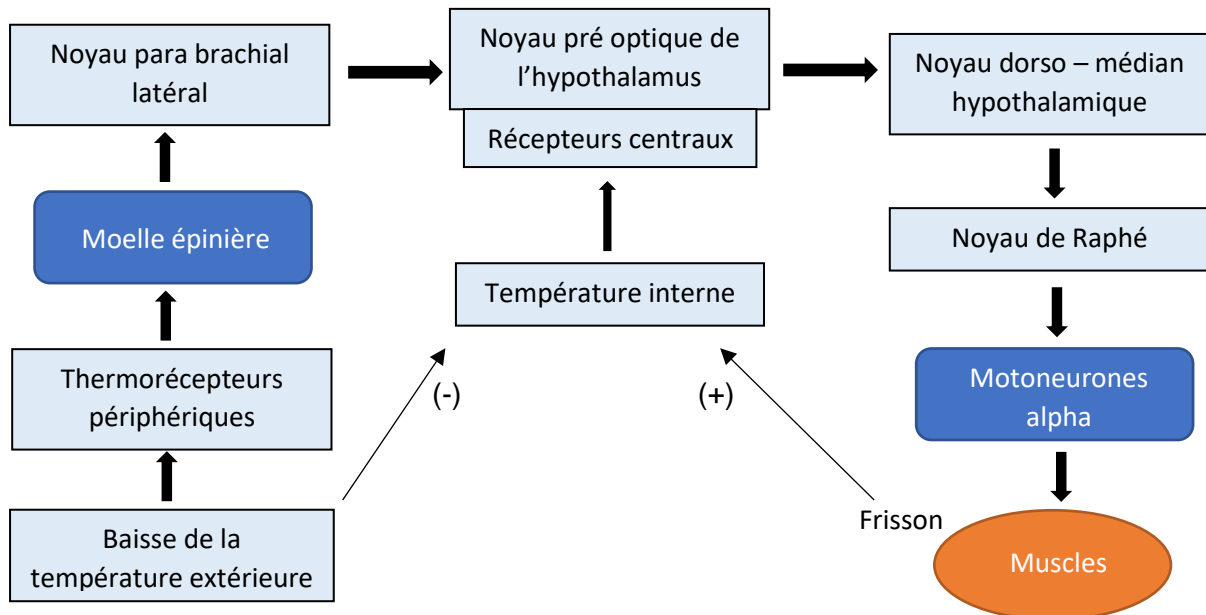 Noyau para brachial
latéral
Noyau pré optique de
l’hypothalamus
Récepteurs centraux
Noyau dorso – médian
hypothalamique
Moelle épinière
Noyau de Raphé
Température interne
Thermorécepteurs
périphériques
(-)
(+)
Motoneurones
alpha
Baisse de la
température extérieure
Frisson
Muscles